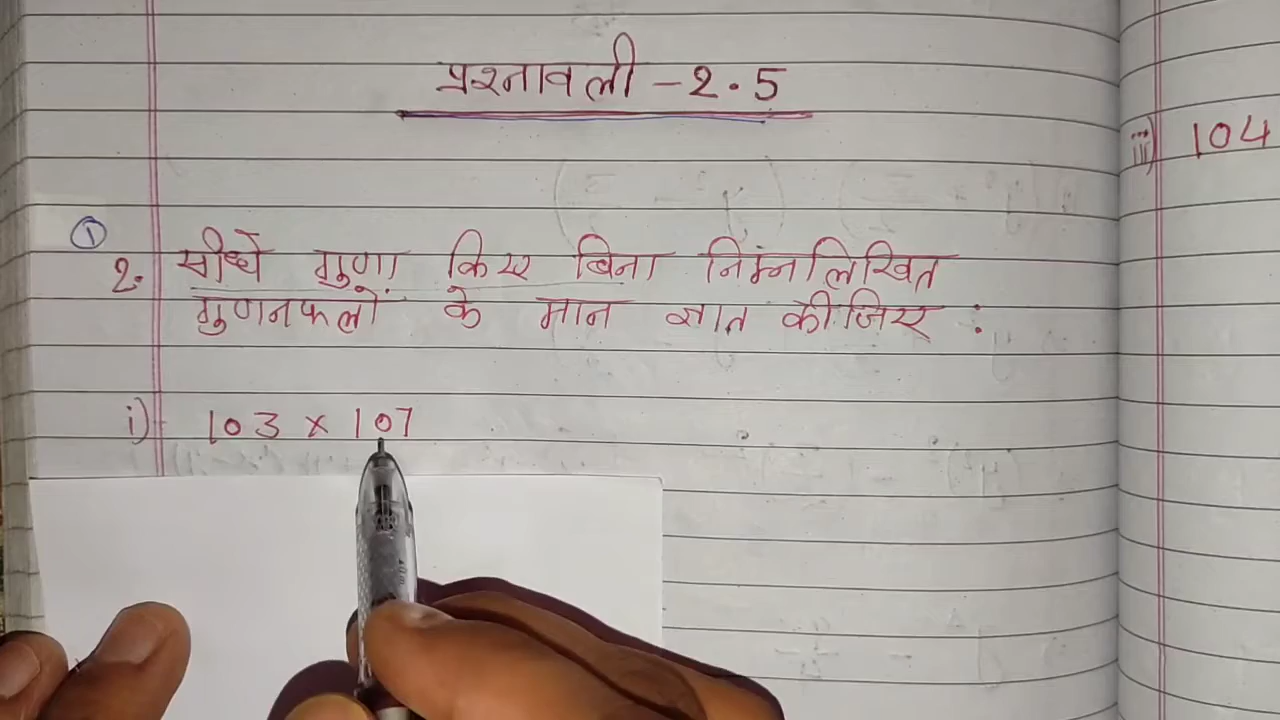 प्रश्नावली - 2.5
①
2. सीधे गुणा किए बिना निम्नलिखित
गुणनफलों के मान ज्ञात कीजिए :
i) 103 × 107
iii) 104